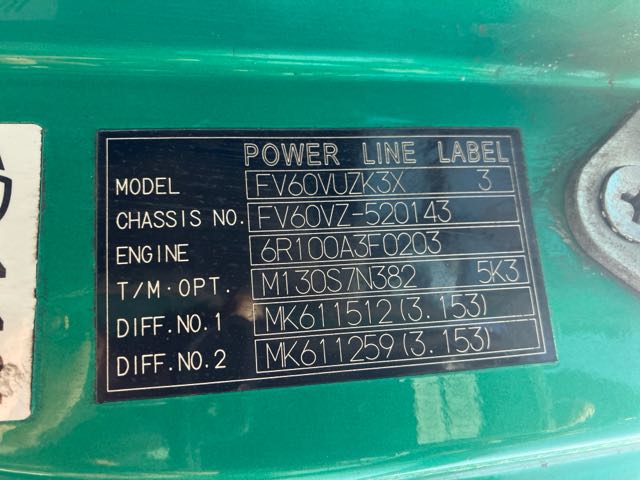 POWER LINE LABEL
MODEL FV60VUZK3X 3
CHASSIS NO. FV60VZ-520143
ENGINE 6R100A3F0203
T/M·OPT. M130S7N382 5K3
DIFF.NO.1 MK611512(3.153)
DIFF.NO.2 MK611259(3.153)